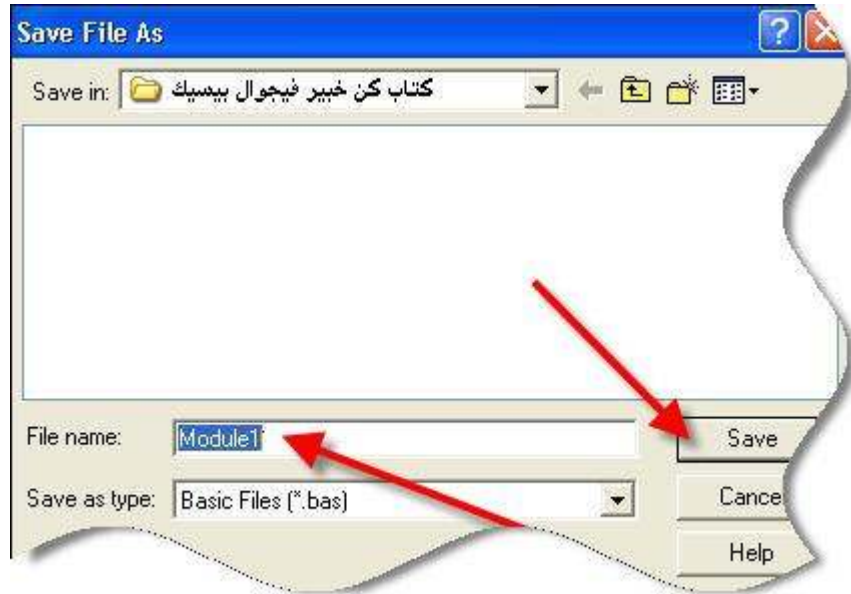 Save File As
Save in: كتاب كن خبير فيجوال بيسيك
File name: Module1
Save
Save as type: Basic Files (*.bas)
Cancel
Help